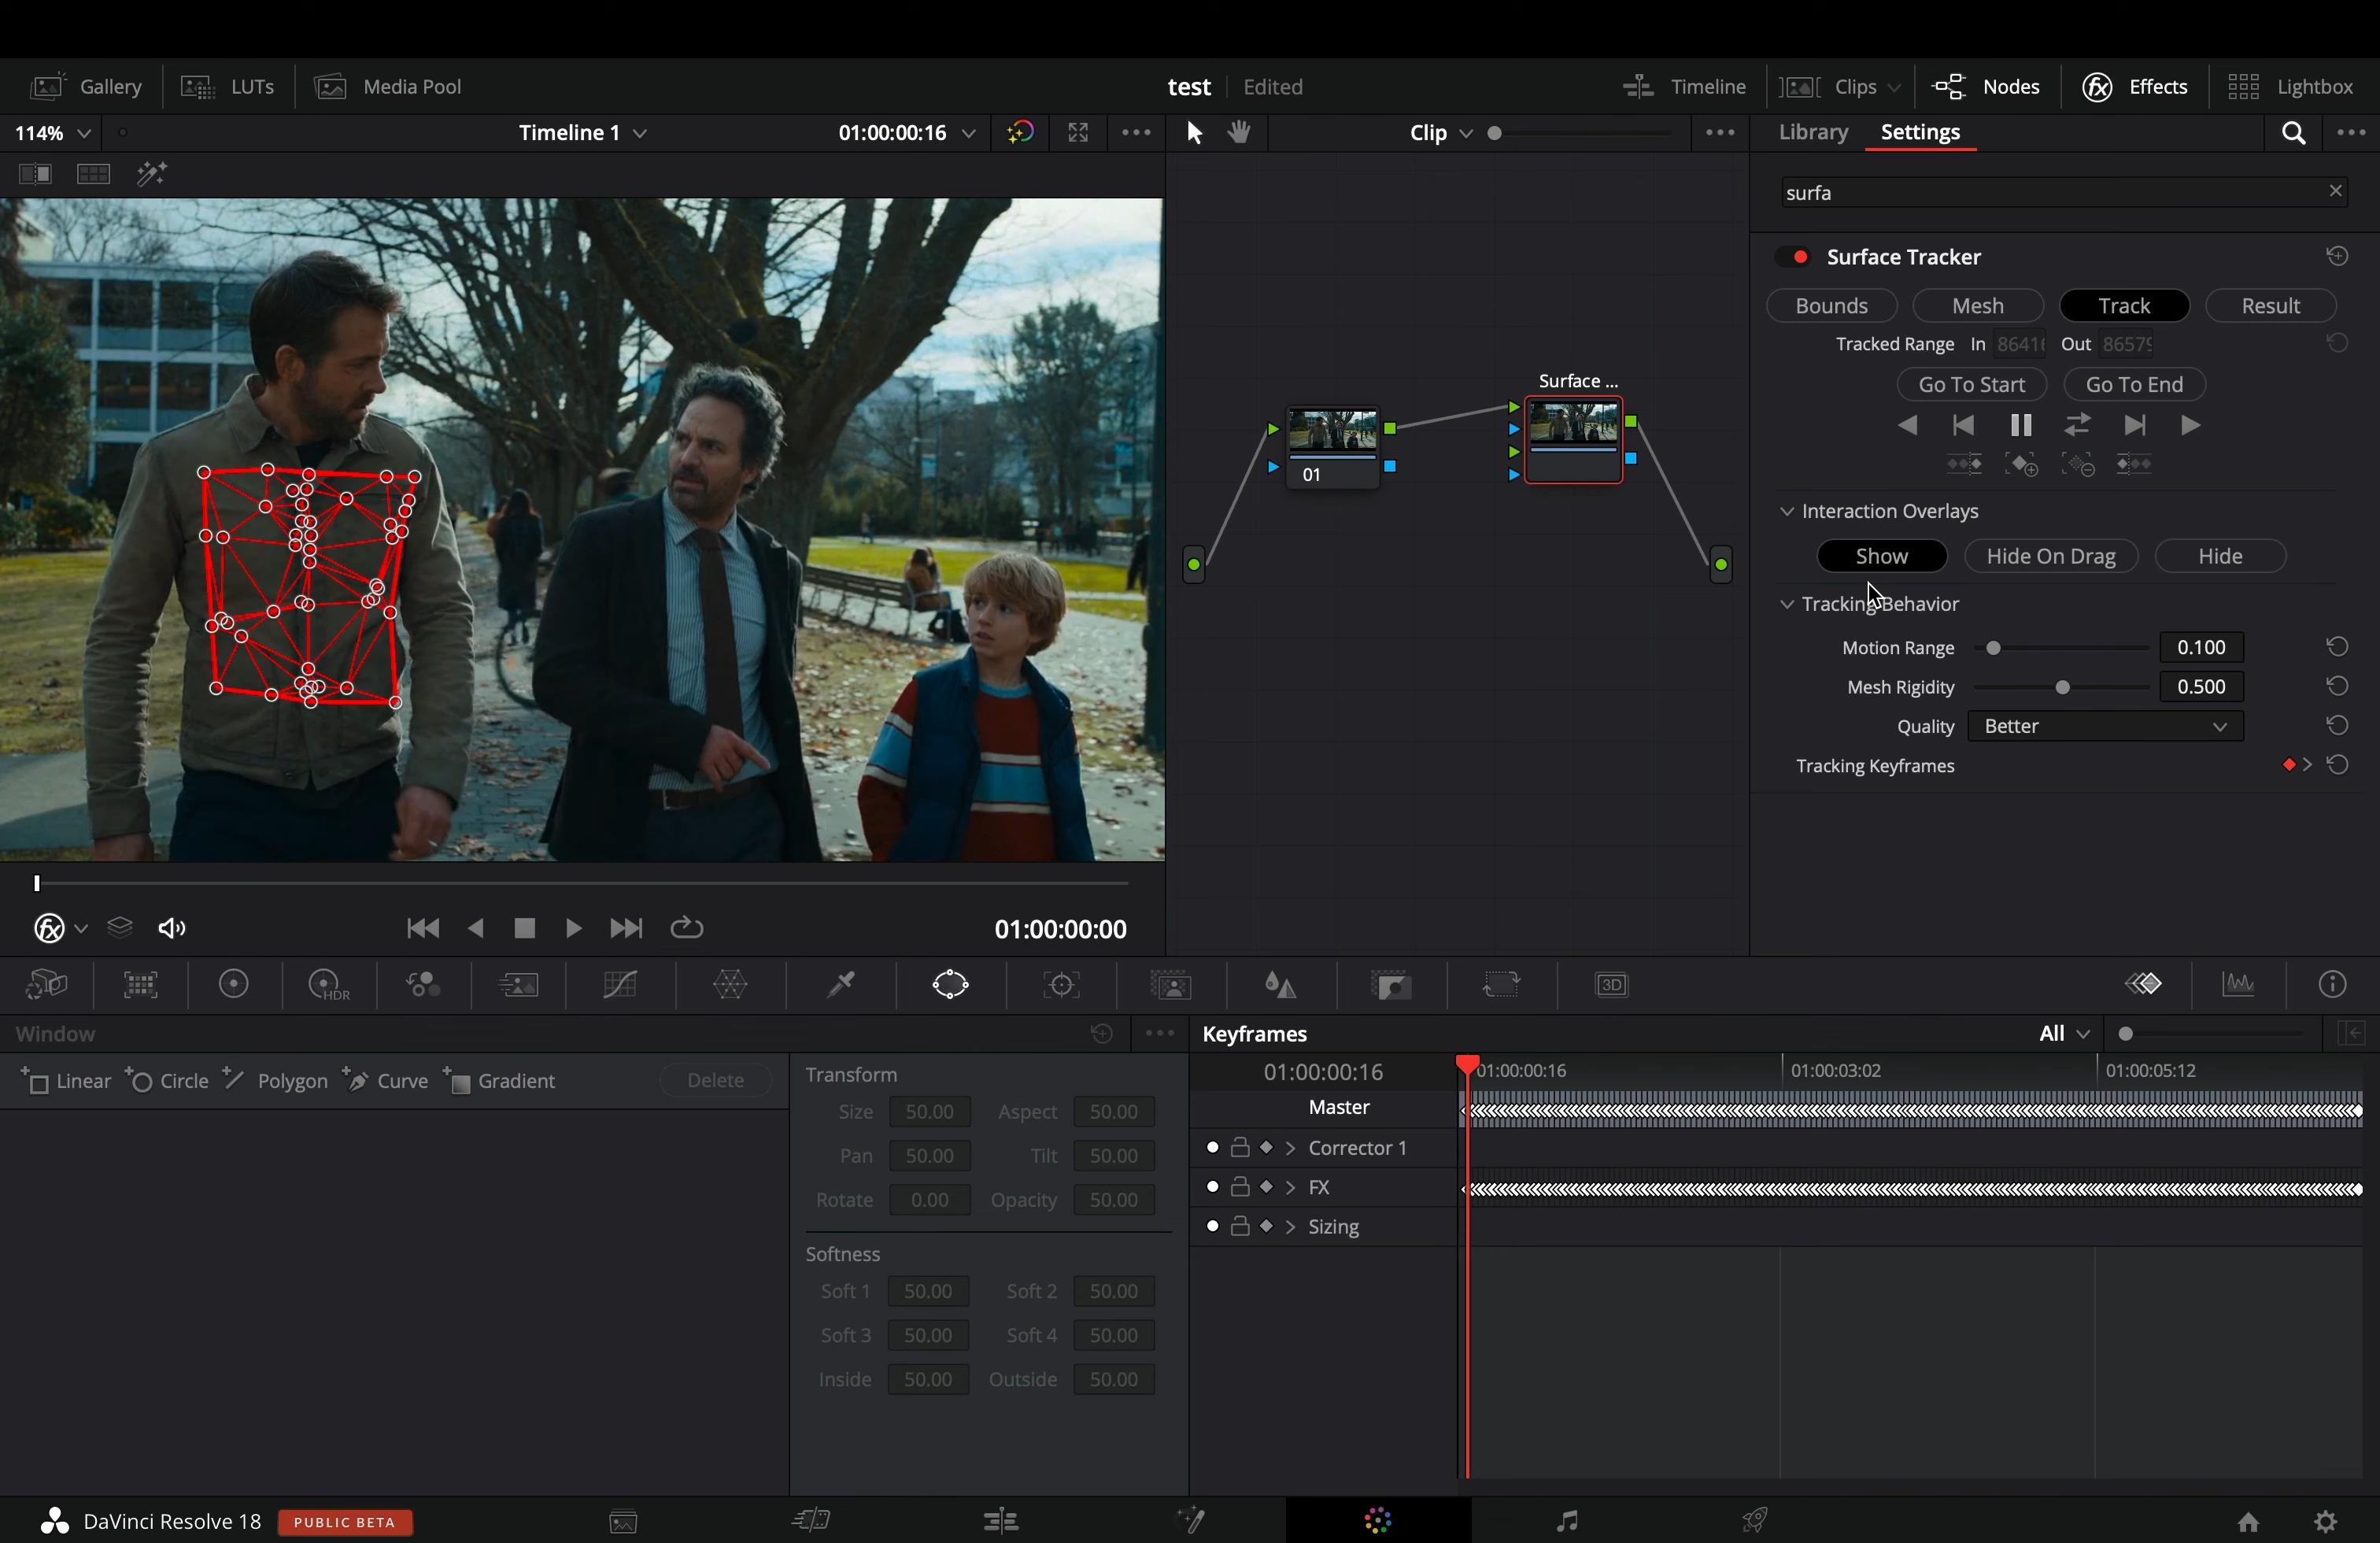 Gallery LUTs Media Pool test Edited Timeline Clips Nodes Effects Lightbox
114% Timeline 1 01:00:00:16 Clip Library Settings
surfa
Surface Tracker
Bounds Mesh Track Result
Tracked Range In 8641 Out 8657
Surface ...
Go To Start Go To End
01
Interaction Overlays
Show Hide On Drag Hide
Tracking Behavior
Motion Range 0.100
Mesh Rigidity 0.500
Quality Better
Tracking Keyframes
01:00:00:00
HDR
3D
Window
Keyframes All
Linear Circle Polygon Curve Gradient Delete
Transform
Size 50.00 Aspect 50.00
Pan 50.00 Tilt 50.00
Rotate 0.00 Opacity 50.00
Softness
Soft 1 50.00 Soft 2 50.00
Soft 3 50.00 Soft 4 50.00
Inside 50.00 Outside 50.00
01:00:00:16 01:00:00:16 01:00:03:02 01:00:05:12
Master
Corrector 1
FX
Sizing
DaVinci Resolve 18 PUBLIC BETA